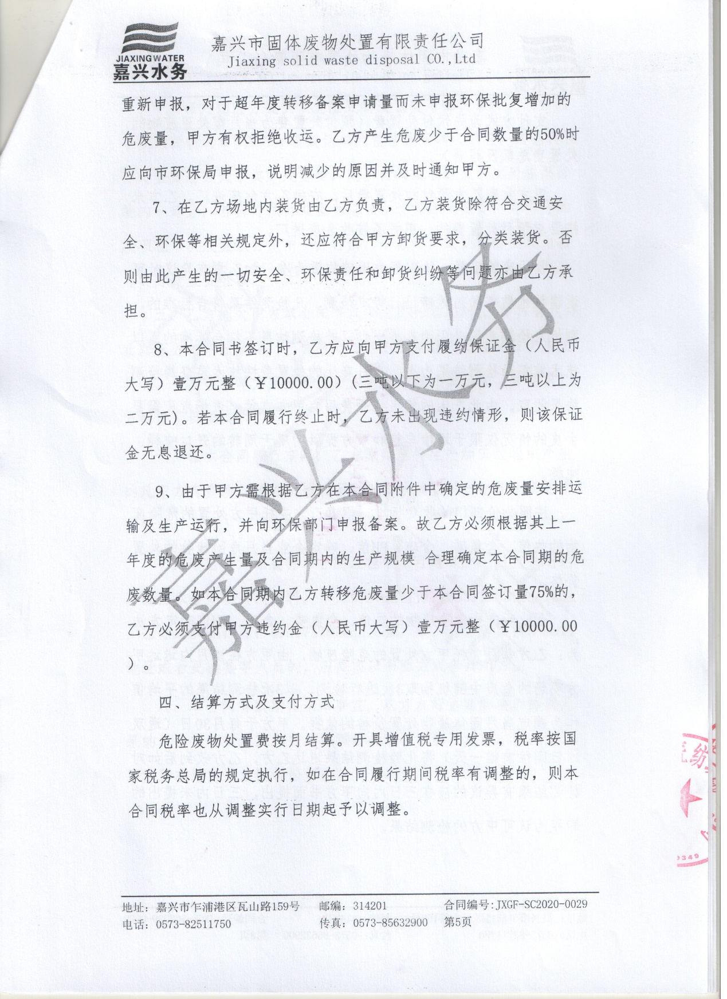 JIAXING WATER
嘉兴水务
嘉兴市固体废物处置有限责任公司
Jiaxing solid waste disposal CO.,Ltd
重新申报，对于超年度转移备案申请量而未申报环保批复增加的
危废量，甲方有权拒绝收运。乙方产生危废少于合同数量的50%时
应向市环保局申报，说明减少的原因并及时通知甲方。
7、在乙方场地内装货由乙方负责，乙方装货除符合交通安
全、环保等相关规定外，还应符合甲方卸货要求，分类装货。否
则由此产生的一切安全、环保责任和卸货纠纷等问题亦由乙方承
担。
8、本合同书签订时，乙方应向甲方支付履约保证金（人民币
大写）壹万元整（￥10000.00）(三吨以下为一万元，三吨以上为
二万元)。若本合同履行终止时，乙方未出现违约情形，则该保证
金无息退还。
9、由于甲方需根据乙方在本合同附件中确定的危废量安排运
输及生产运行，并向环保部门申报备案。故乙方必须根据其上一
年度的危废产生量及合同期内的生产规模 合理确定本合同期的危
废数量。如本合同期内乙方转移危废量少于本合同签订量75%的，
乙方必须支付甲方违约金（人民币大写）壹万元整（￥10000.00
）。
四、结算方式及支付方式
危险废物处置费按月结算。开具增值税专用发票，税率按国
家税务总局的规定执行，如在合同履行期间税率有调整的，则本
合同税率也从调整实行日期起予以调整。
嘉兴水务
纺
9349
地址：嘉兴市乍浦港区瓦山路159号 邮编：314201 合同编号:JXGF-SC2020-0029
电话：0573-82511750 传真：0573-85632900 第5页